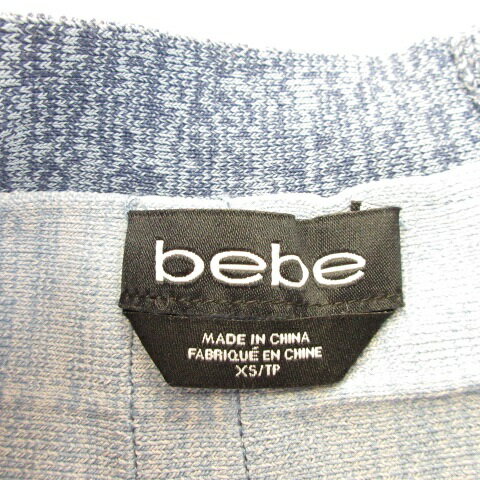 bebe
MADE IN CHINA
FABRIQUÉ EN CHINE
XS/TP